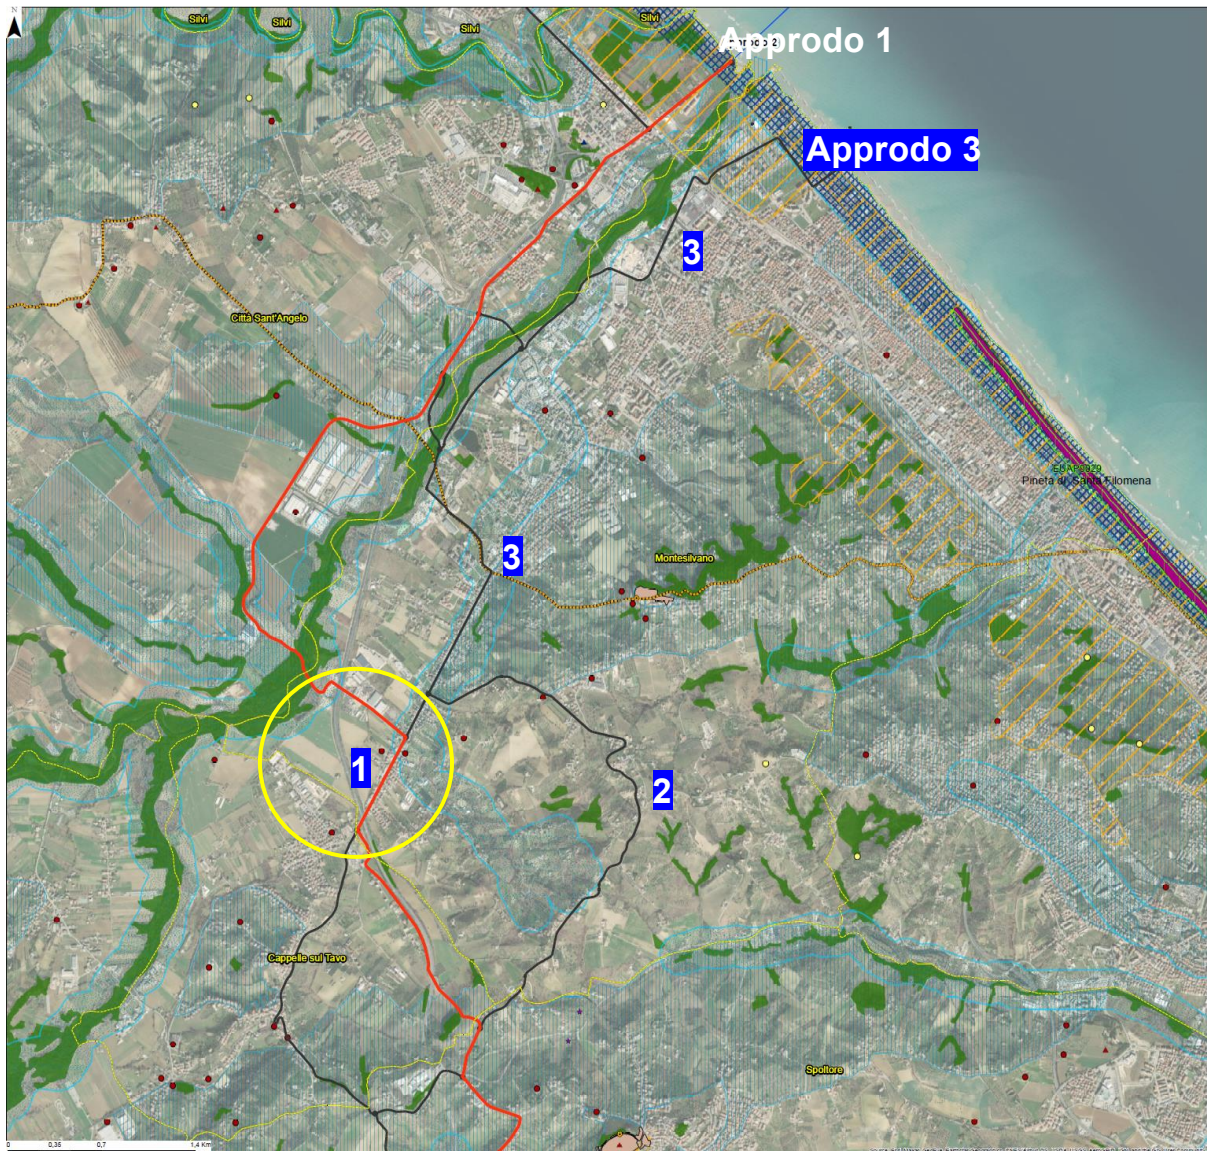 N
Silvi
Silvi
Silvi
Silvi
Approdo 1
Approdo 3
3
Città Sant'Angelo
EUAP0929
Pineta di Santa Filomena
3
Montesilvano
1
2
Cappelle sul Tavo
Spoltore
0 0,35 0,7 1,4 Km